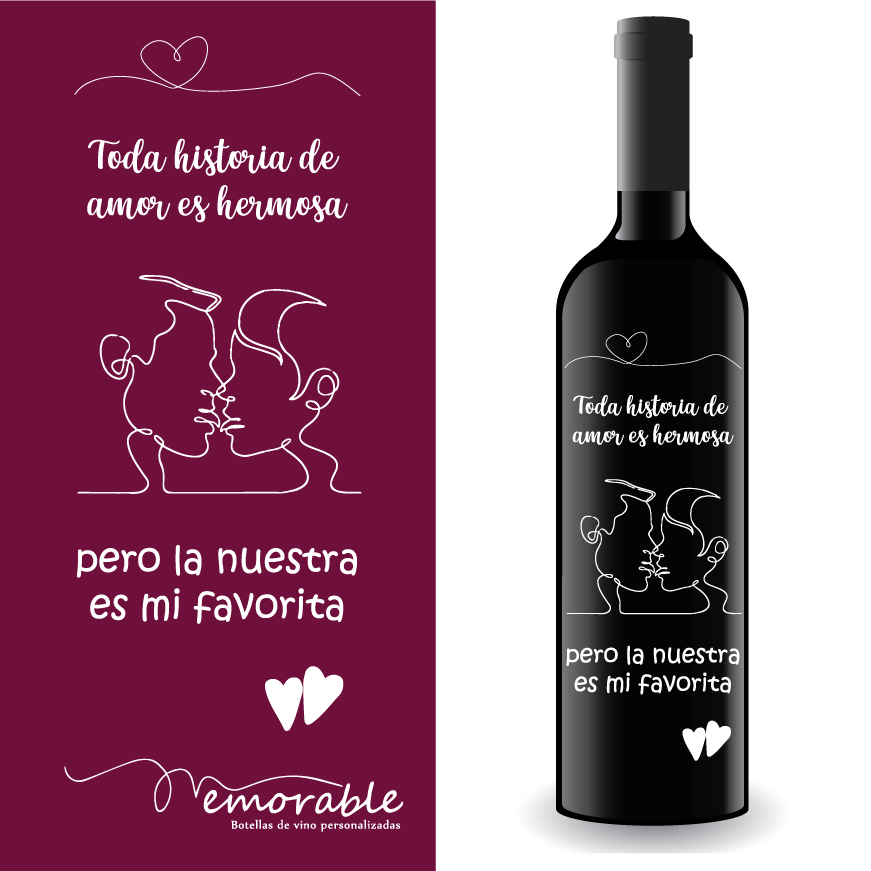 Toda historia de
amor es hermosa
pero la nuestra
es mi favorita
Memorable
Botellas de vino personalizadas
Toda historia de
amor es hermosa
pero la nuestra
es mi favorita